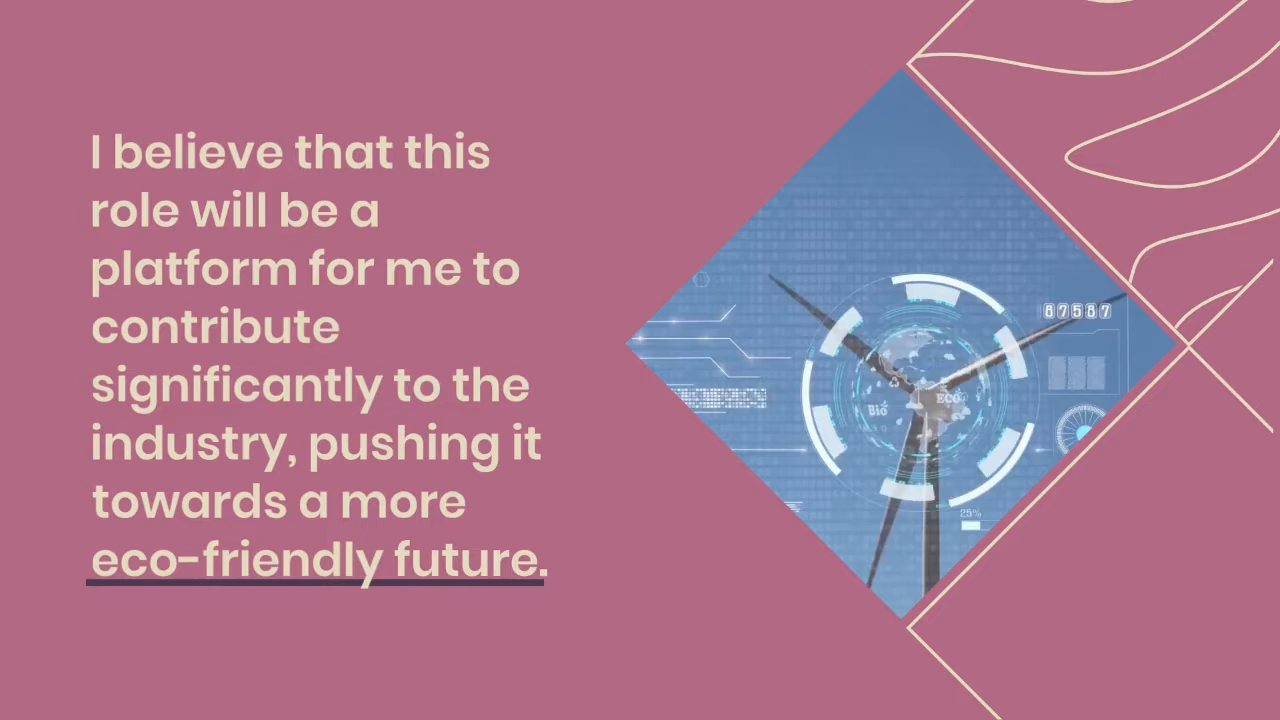 I believe that this
role will be a
platform for me to
contribute
significantly to the
industry, pushing it
towards a more
eco-friendly future.
87587
ECO
Bio
25%